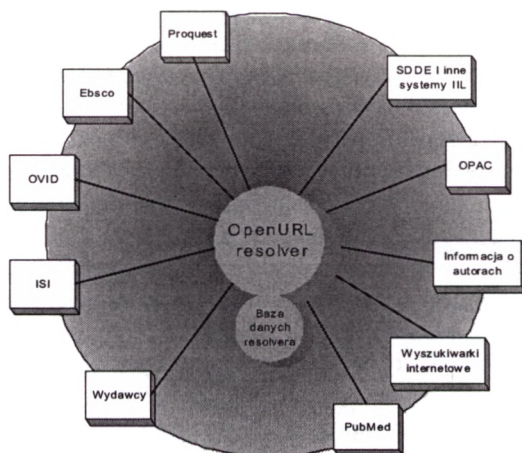 Proquest
SDDE I inne
systemy IIL
Ebsco
OPAC
OVID
OpenURL
resolver
Informacja o
autorach
ISI
Baza
danych
resolvera
Wyszukiwarki
internetowe
Wydawcy
PubMed